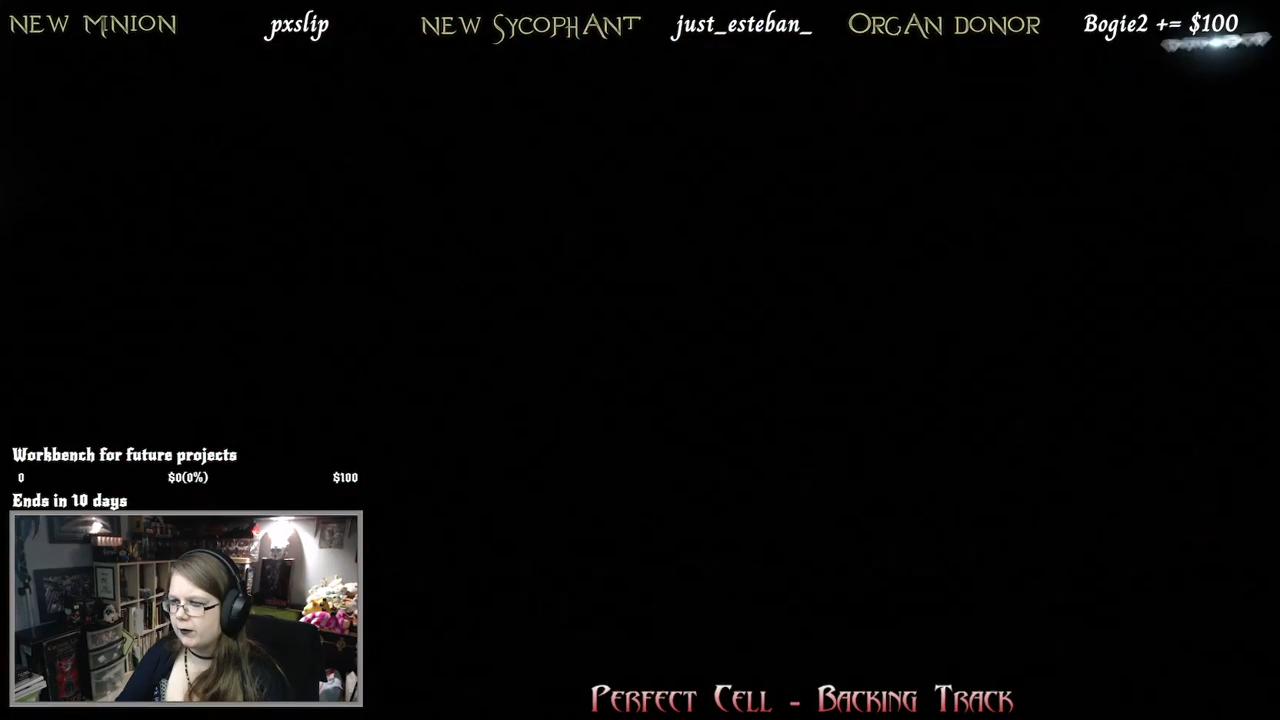 NEW MINION pxslip NEW SYCOPHANT just_esteban_ ORGAN DONOR Bogie2 += $100
Workbench for future projects
0 $0(0%) $100
Ends in 10 days
PERFECT CELL - BACKING TRACK